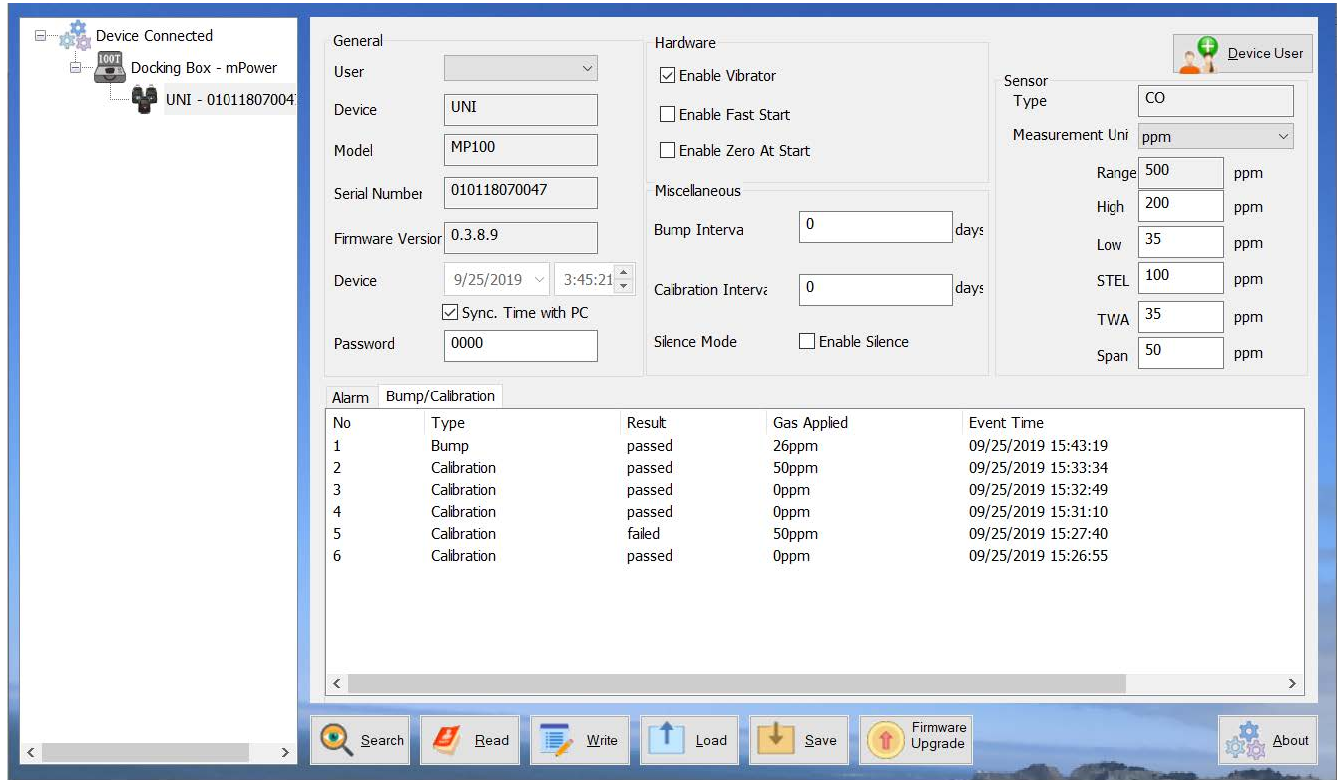 Device Connected
100T
Docking Box - mPower
UNI - 01011807004
General
User
Device UNI
Model MP100
Serial Number 010118070047
Firmware Versior 0.3.8.9
Device 9/25/2019 3:45:21
Sync. Time with PC
Password 0000
Hardware
Enable Vibrator
Enable Fast Start
Enable Zero At Start
Miscellaneous
Bump Interva 0 days
Caibration Interva 0 days
Silence Mode Enable Silence
Device User
Sensor
Type CO
Measurement Uni ppm
Range 500 ppm
High 200 ppm
Low 35 ppm
STEL 100 ppm
TWA 35 ppm
Span 50 ppm
Alarm Bump/Calibration
No Type Result Gas Applied Event Time
1 Bump passed 26ppm 09/25/2019 15:43:19
2 Calibration passed 50ppm 09/25/2019 15:33:34
3 Calibration passed 0ppm 09/25/2019 15:32:49
4 Calibration passed 0ppm 09/25/2019 15:31:10
5 Calibration failed 50ppm 09/25/2019 15:27:40
6 Calibration passed 0ppm 09/25/2019 15:26:55
Search Read Write Load Save Firmware
Upgrade
About